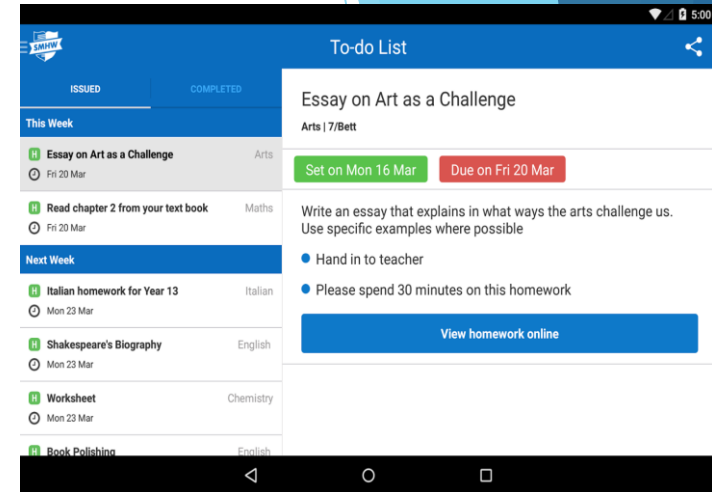 5:00
SMHW
To-do List
ISSUED
COMPLETED
This Week
H Essay on Art as a Challenge Arts
Fri 20 Mar
H Read chapter 2 from your text book Maths
Fri 20 Mar
Next Week
H Italian homework for Year 13 Italian
Mon 23 Mar
H Shakespeare's Biography English
Mon 23 Mar
H Worksheet Chemistry
Mon 23 Mar
H Book Polishing English
Essay on Art as a Challenge
Arts | 7/Bett
Set on Mon 16 Mar
Due on Fri 20 Mar
Write an essay that explains in what ways the arts challenge us.
Use specific examples where possible
Hand in to teacher
Please spend 30 minutes on this homework
View homework online